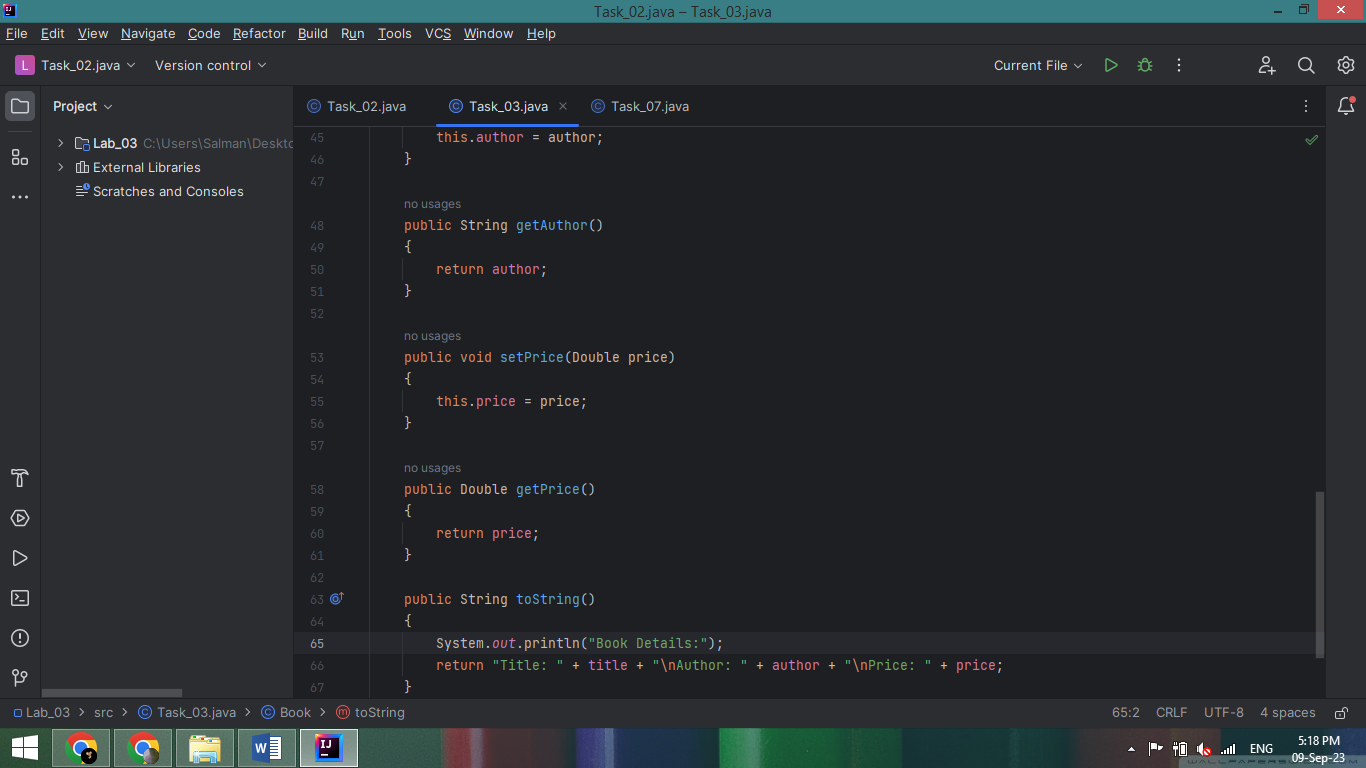 Task_02.java – Task_03.java
File Edit View Navigate Code Refactor Build Run Tools VCS Window Help
L Task_02.java Version control Current File
Project
Task_02.java Task_03.java Task_07.java
Lab_03 C:\Users\Salman\Deskto
External Libraries
Scratches and Consoles
45 this.author = author;
46 }
47
no usages
48 public String getAuthor()
49 {
50 return author;
51 }
52
no usages
53 public void setPrice(Double price)
54 {
55 this.price = price;
56 }
57
no usages
58 public Double getPrice()
59 {
60 return price;
61 }
62
63 public String toString()
64 {
65 System.out.println("Book Details:");
66 return "Title: " + title + "\nAuthor: " + author + "\nPrice: " + price;
67 }
Lab_03 > src > Task_03.java > Book > toString 65:2 CRLF UTF-8 4 spaces
ENG 5:18 PM
09-Sep-23